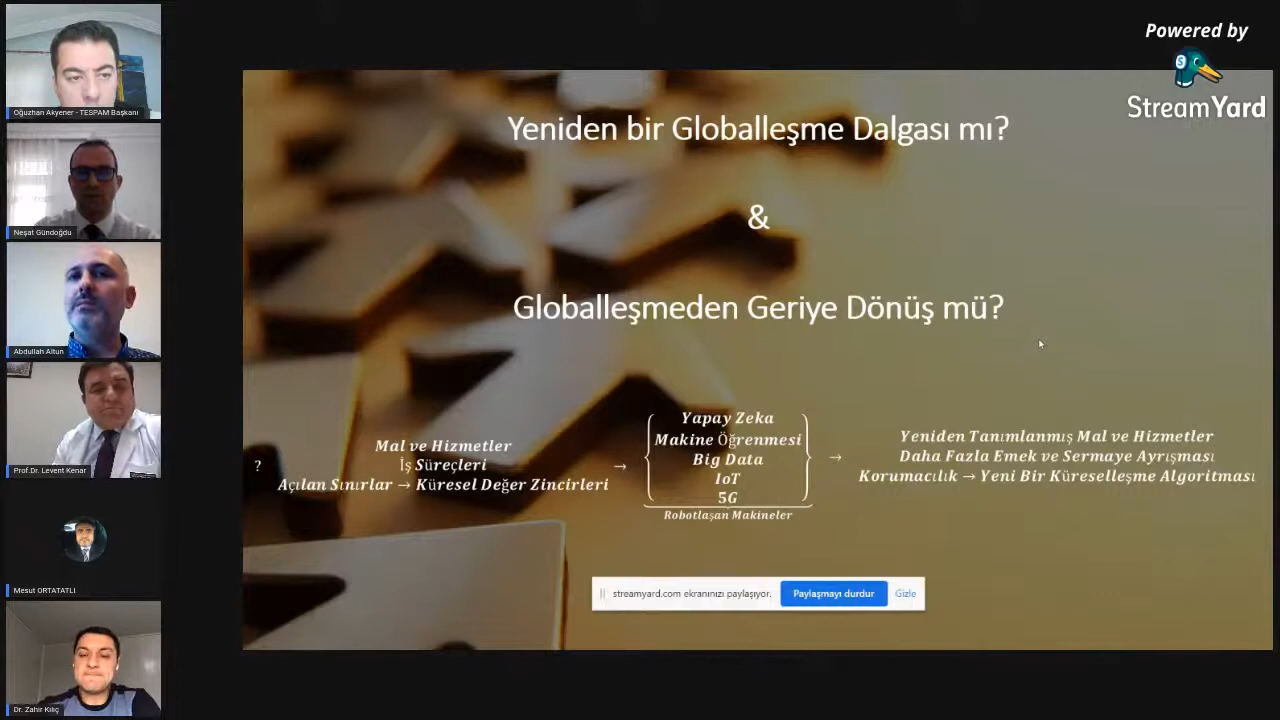 Powered by
StreamYard
Oğuzhan Akyener - TESPAM Başkanı
Neşat Gündoğdu
Abdullah Altun
Prof.Dr. Levent Kenar
Mesut ORTATATLI
Dr. Zahir Kılıç
Yeniden bir Globalleşme Dalgası mı?
&
Globalleşmeden Geriye Dönüş mü?
?
Mal ve Hizmetler
İş Süreçleri
Açılan Sınırlar → Küresel Değer Zincirleri
→
Yapay Zeka
Makine Öğrenmesi
Big Data
IoT
5G
Robotlaşan Makineler
→
Yeniden Tanımlanmış Mal ve Hizmetler
Daha Fazla Emek ve Sermaye Ayrışması
Korumacılık → Yeni Bir Küreselleşme Algoritması
streamyard.com ekranınızı paylaşıyor. Paylaşmayı durdur Gizle